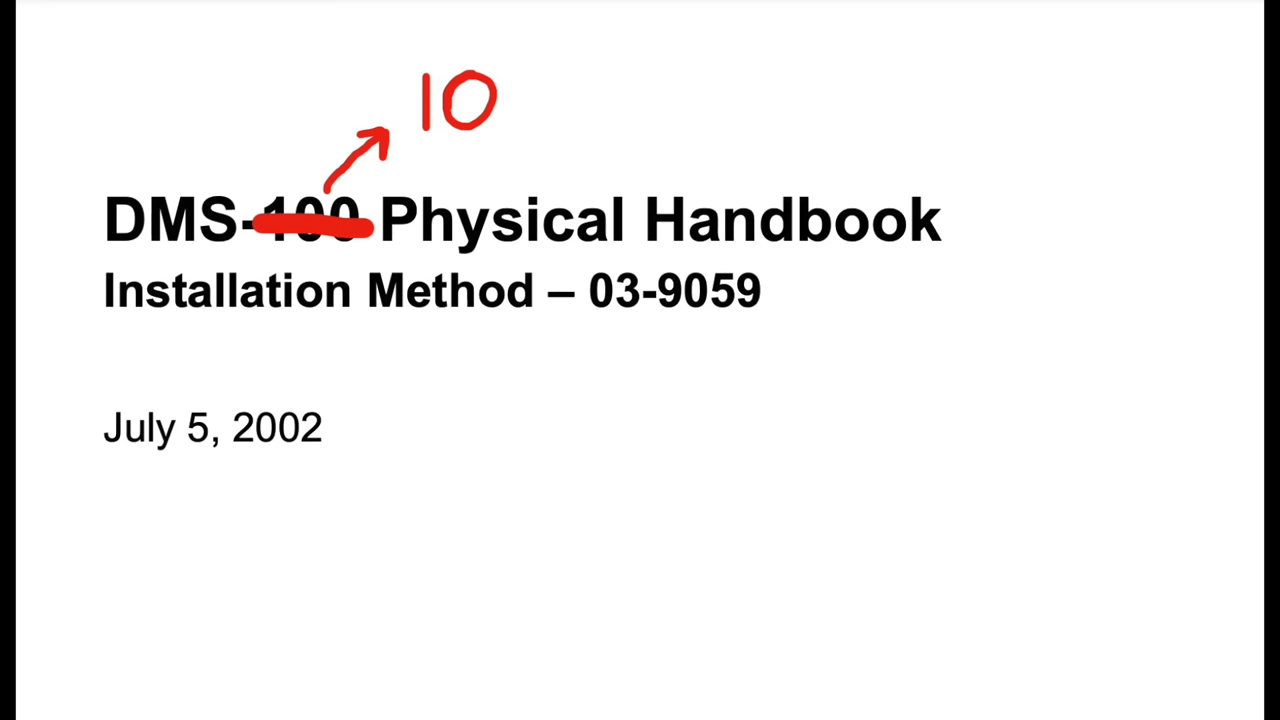 10
DMS-100 Physical Handbook
Installation Method – 03-9059
July 5, 2002